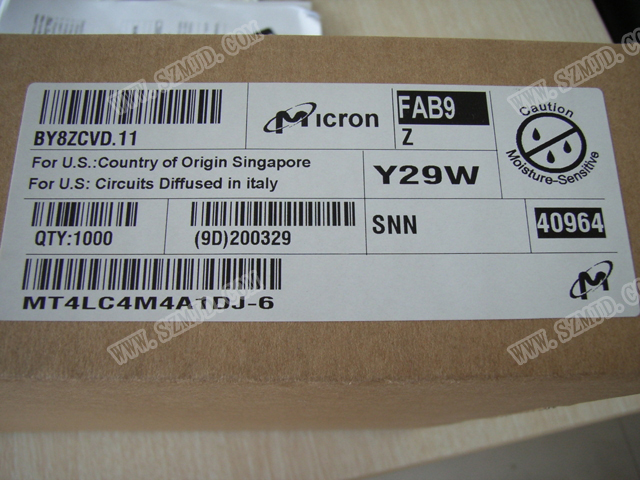 BY8ZCVD.11
Micron
FAB9
Z
Caution
Moisture-Sensitive
For U.S.:Country of Origin Singapore
For U.S: Circuits Diffused in italy
Y29W
QTY:1000
(9D)200329
SNN
40964
MT4LC4M4A1DJ-6
M
WWW.SZMJD.COM
WWW.SZMJD.COM
WWW.SZMJD.COM
WWW.SZMJD.COM